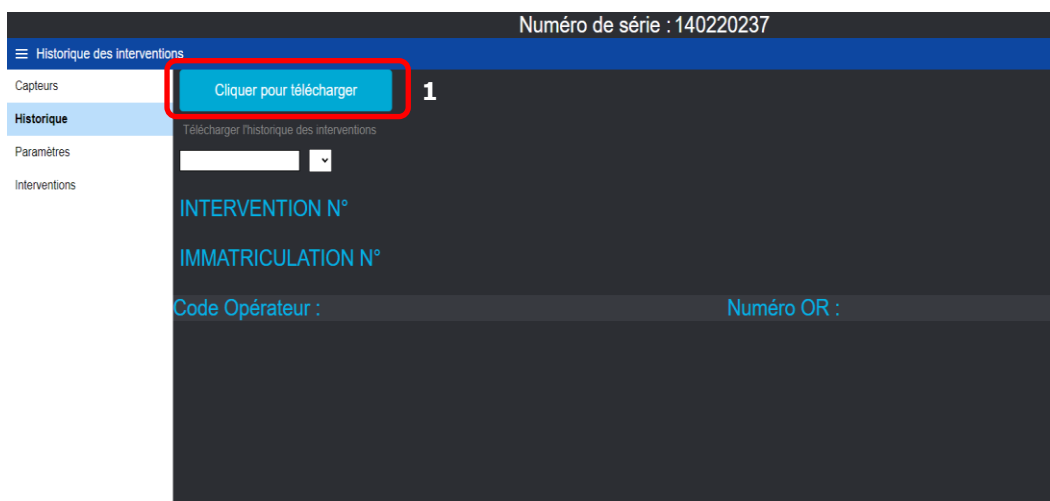 Numéro de série : 140220237
Historique des interventions
Capteurs
Historique
Paramètres
Interventions
Cliquer pour télécharger
1
Télécharger l'historique des interventions
INTERVENTION N°
IMMATRICULATION N°
Code Opérateur :
Numéro OR :